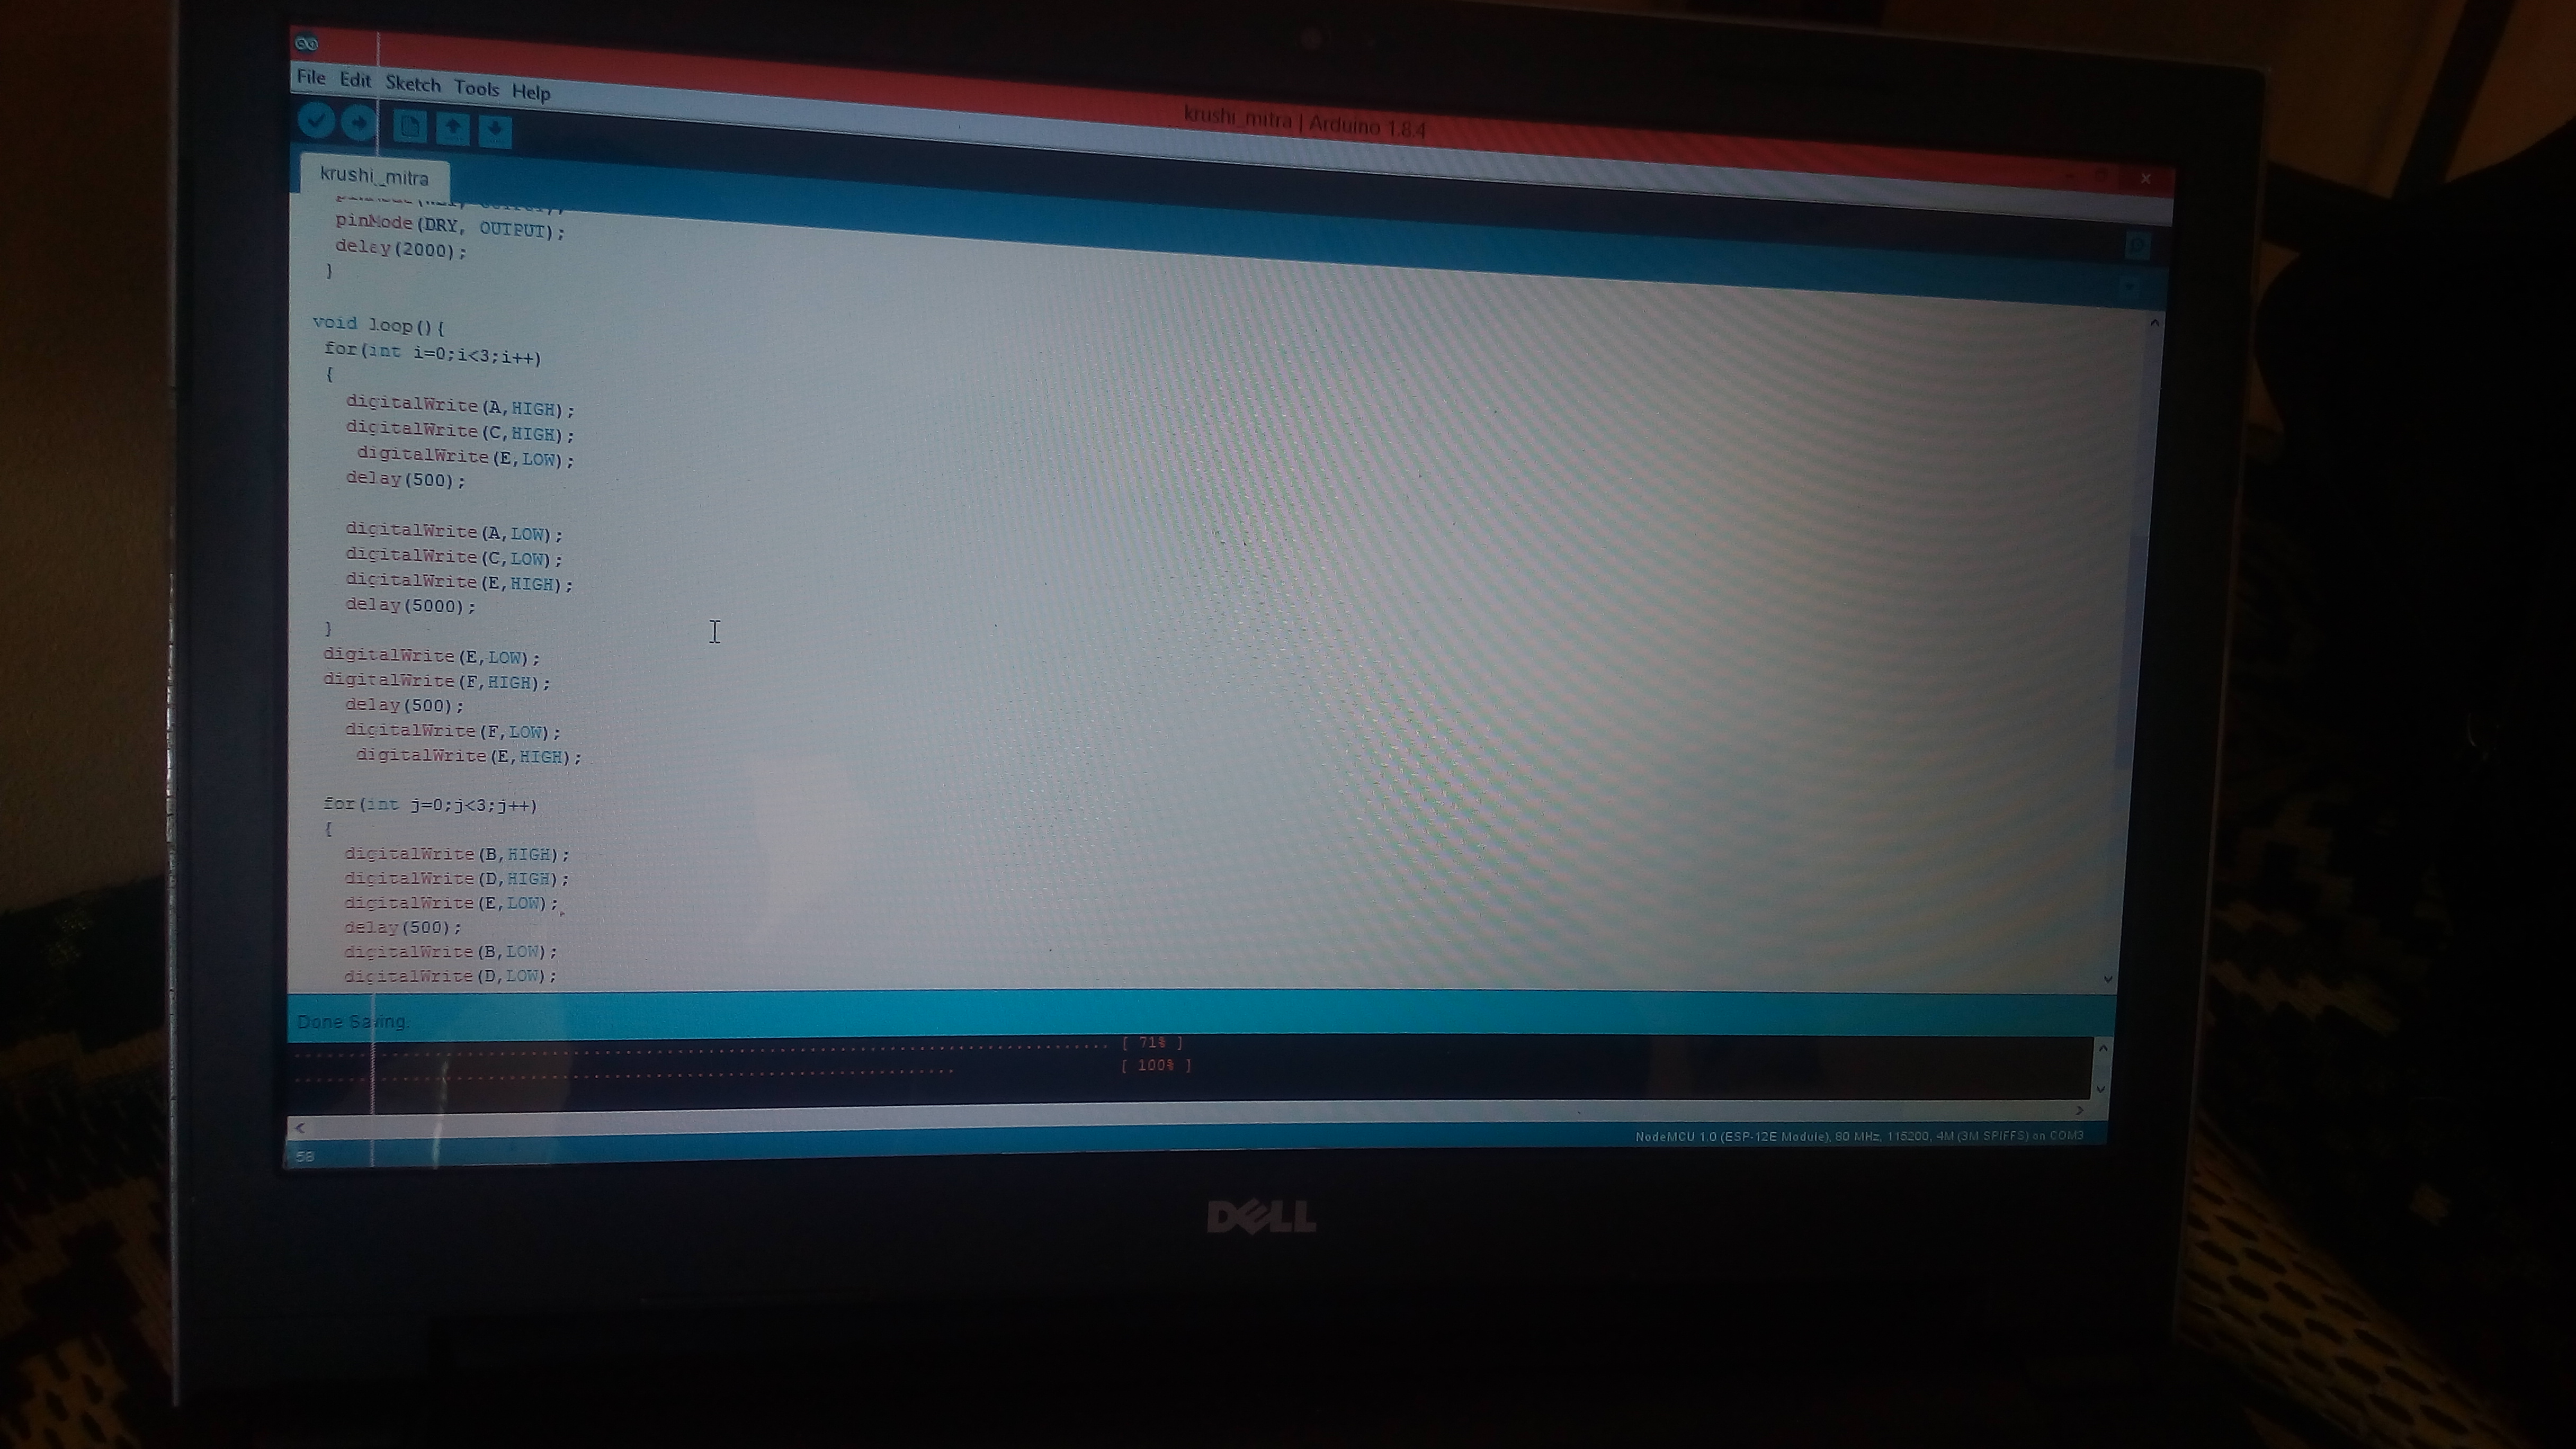 krushi_mitra | Arduino 1.8.4
File Edit Sketch Tools Help
krushi_mitra
pinMode(DRY, OUTPUT);
delay(2000);
}
void loop(){
for(int i=0;i<3;i++)
{
digitalWrite(A,HIGH);
digitalWrite(C,HIGH);
digitalWrite(E,LOW);
delay(500);
digitalWrite(A,LOW);
digitalWrite(C,LOW);
digitalWrite(E,HIGH);
delay(5000);
}
digitalWrite(E,LOW);
digitalWrite(F,HIGH);
delay(500);
digitalWrite(F,LOW);
digitalWrite(E,HIGH);
for(int j=0;j<3;j++)
{
digitalWrite(B,HIGH);
digitalWrite(D,HIGH);
digitalWrite(E,LOW);
delay(500);
digitalWrite(B,LOW);
digitalWrite(D,LOW);
Done Saving.
................................................................................ [ 71% ]
................................................................. [ 100% ]
58
NodeMCU 1.0 (ESP-12E Module), 80 MHz, 115200, 4M (3M SPIFFS) on COM3
DELL